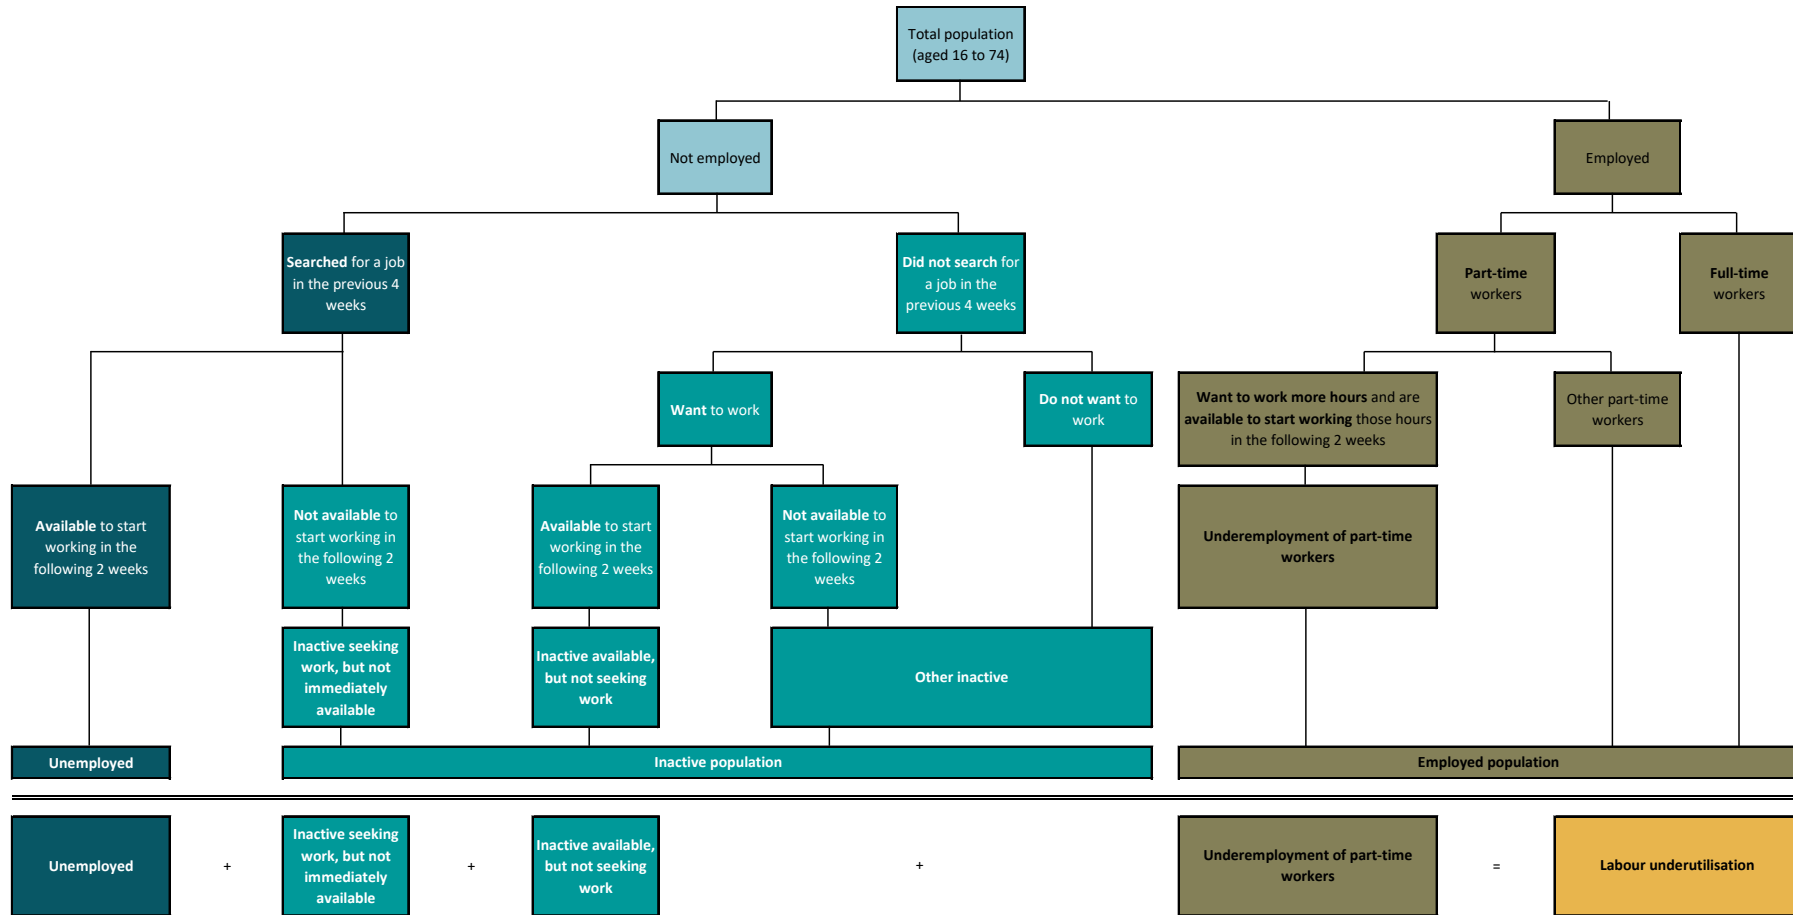 Total population
(aged 16 to 74)
Not employed
Employed
Searched for a job
in the previous 4
weeks
Did not search for
a job in the
previous 4 weeks
Part-time
workers
Full-time
workers
Want to work
Do not want to
work
Want to work more hours and are
available to start working those hours
in the following 2 weeks
Other part-time
workers
Available to start
working in the
following 2 weeks
Not available to
start working in
the following 2
weeks
Available to start
working in the
following 2 weeks
Not available to
start working in
the following 2
weeks
Underemployment of part-time
workers
Inactive seeking
work, but not
immediately
available
Inactive available,
but not seeking
work
Other inactive
Unemployed
Inactive population
Employed population
Unemployed
+
Inactive seeking
work, but not
immediately
available
+
Inactive available,
but not seeking
work
+
Underemployment of part-time
workers
=
Labour underutilisation